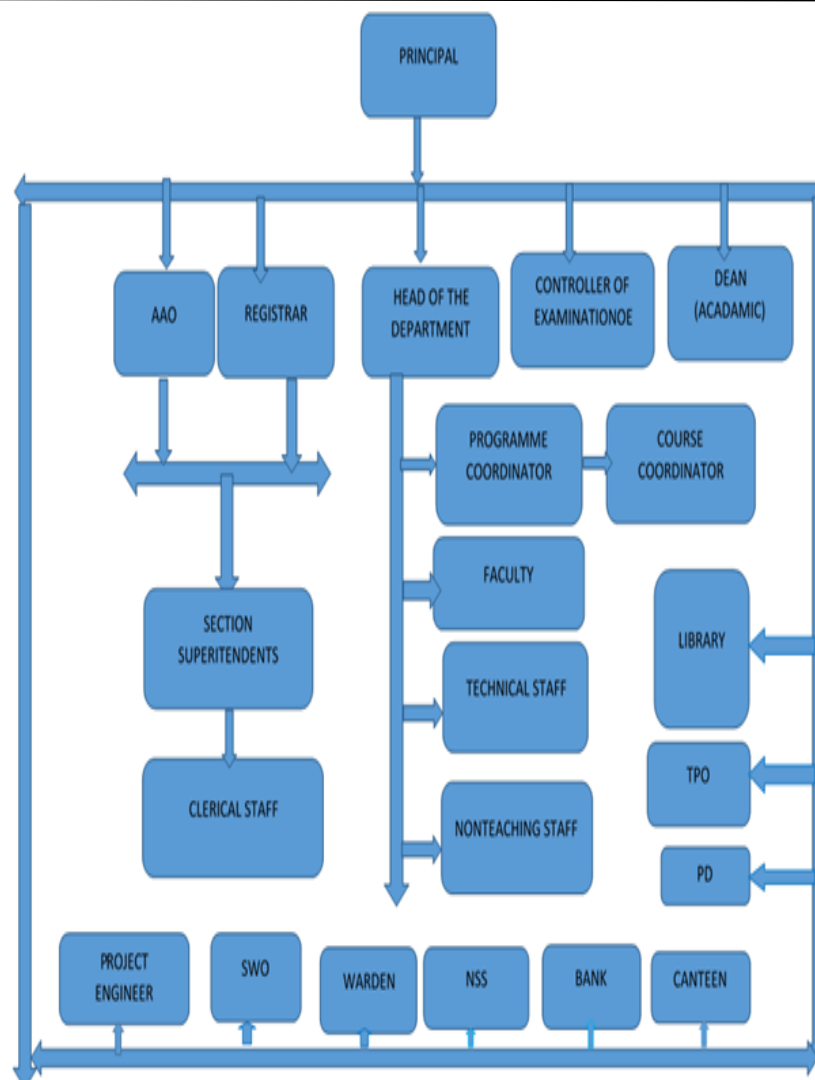 PRINCIPAL
AAO
REGISTRAR
HEAD OF THE
DEPARTMENT
CONTROLLER OF
EXAMINATIONOE
DEAN
(ACADAMIC)
PROGRAMME
COORDINATOR
COURSE
COORDINATOR
FACULTY
SECTION
SUPERITENDENTS
LIBRARY
TECHNICAL STAFF
TPO
CLERICAL STAFF
NONTEACHING STAFF
PD
PROJECT
ENGINEER
SWO
WARDEN
NSS
BANK
CANTEEN